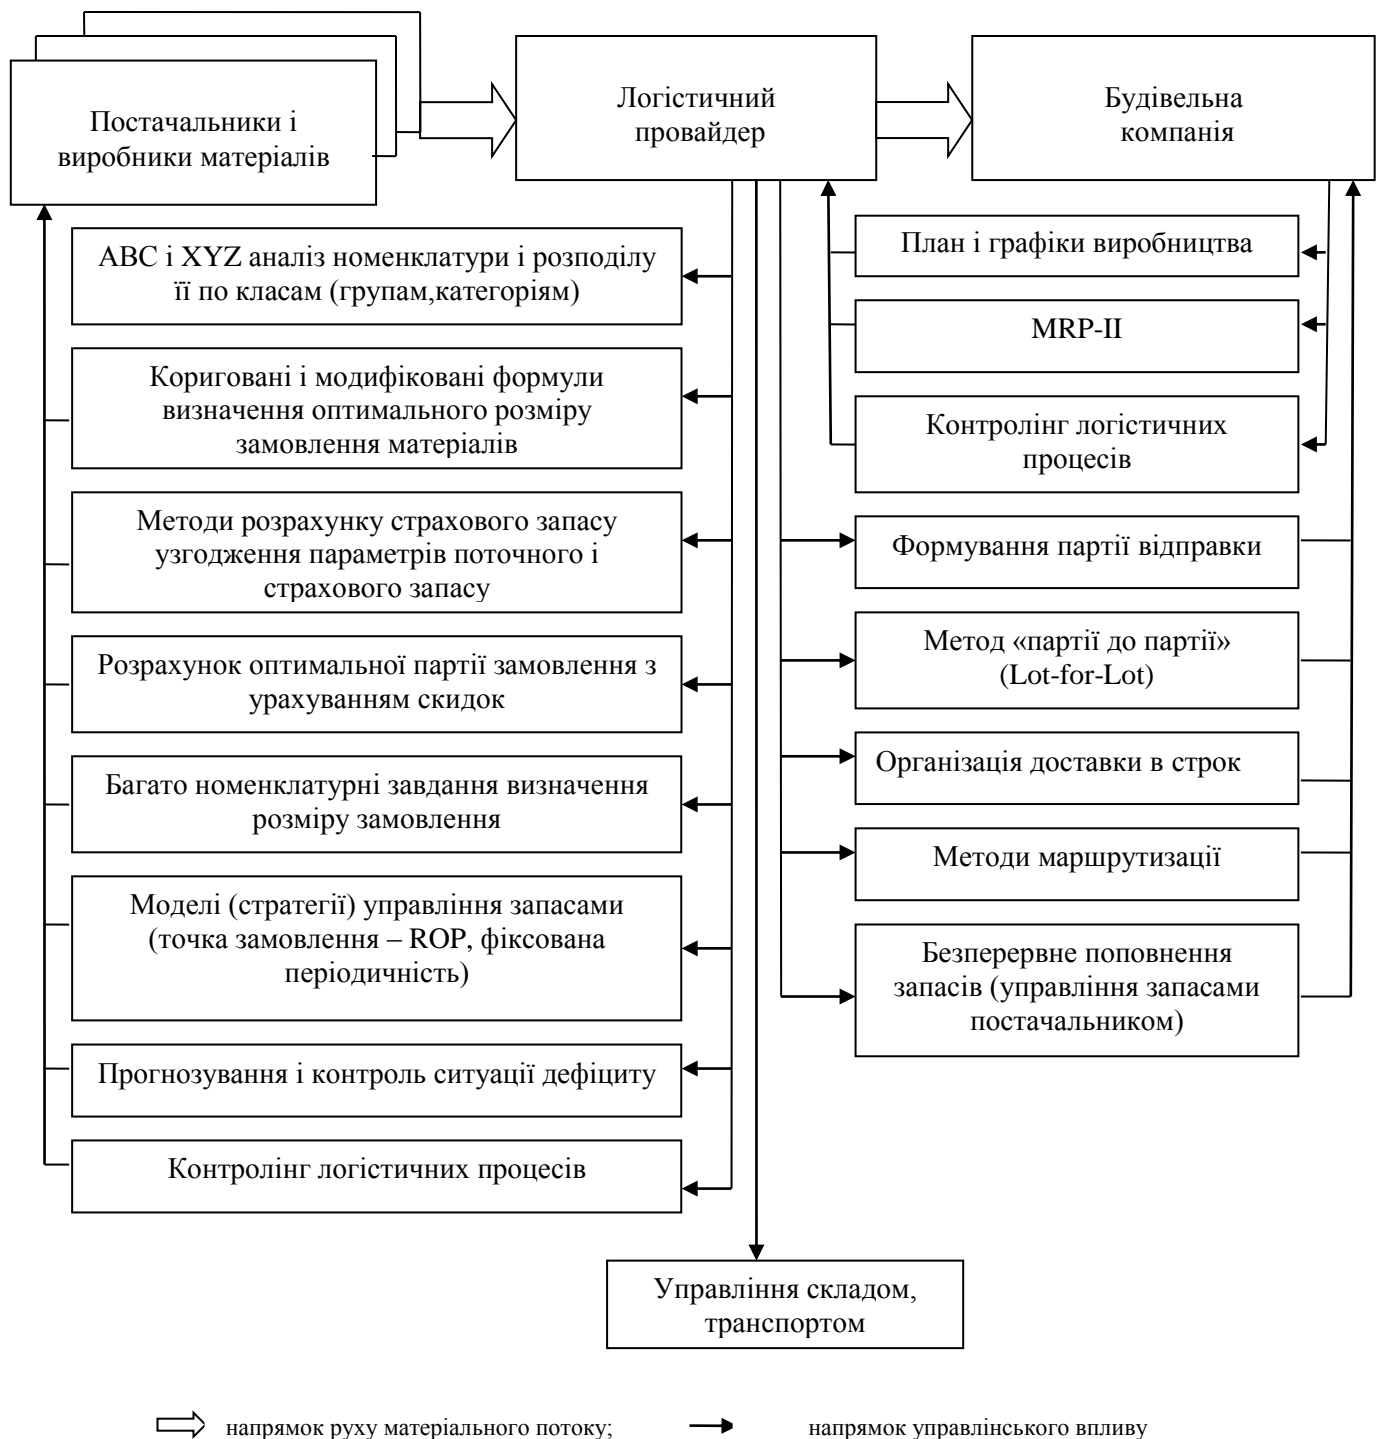 Постачальники і
виробники матеріалів
Логістичний
провайдер
Будівельна
компанія
ABC і XYZ аналіз номенклатури і розподілу
її по класам (групам,категоріям)
Кориговані і модифіковані формули
визначення оптимального розміру
замовлення матеріалів
Методи розрахунку страхового запасу
узгодження параметрів поточного і
страхового запасу
Розрахунок оптимальної партії замовлення з
урахуванням скидок
Багато номенклатурні завдання визначення
розміру замовлення
Моделі (стратегії) управління запасами
(точка замовлення – ROP, фіксована
періодичність)
Прогнозування і контроль ситуації дефіциту
Контролінг логістичних процесів
План і графіки виробництва
MRP-II
Контролінг логістичних
процесів
Формування партії відправки
Метод «партії до партії»
(Lot-for-Lot)
Організація доставки в строк
Методи маршрутизації
Безперервне поповнення
запасів (управління запасами
постачальником)
Управління складом,
транспортом
напрямок руху матеріального потоку;
напрямок управлінського впливу